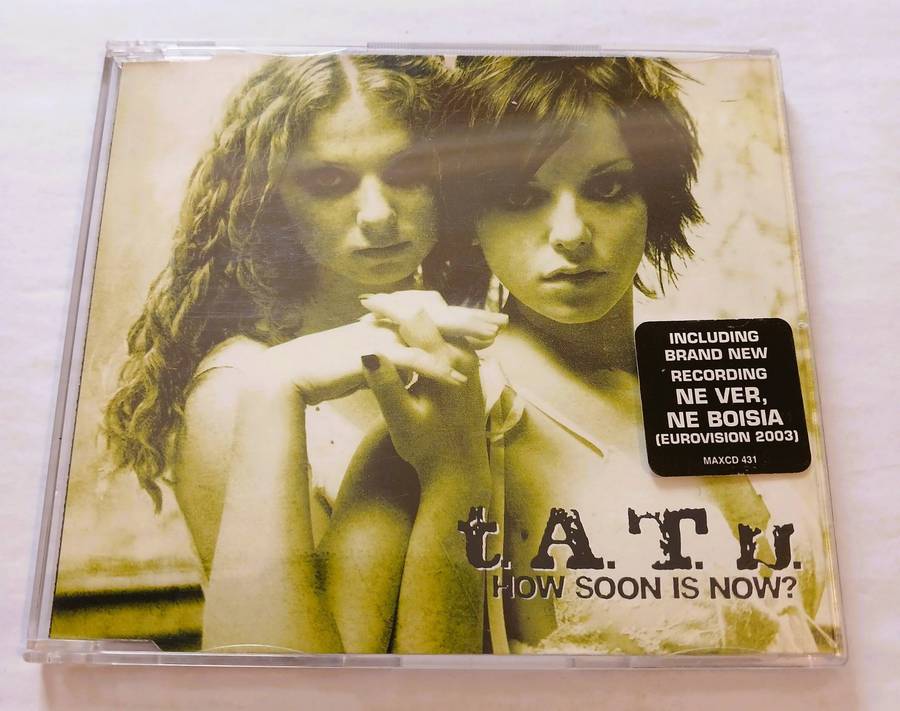 INCLUDING
BRAND NEW
RECORDING
NE VER,
NE BOISIA
(EUROVISION 2003)
MAXCD 431
t.A.T.u.
HOW SOON IS NOW?